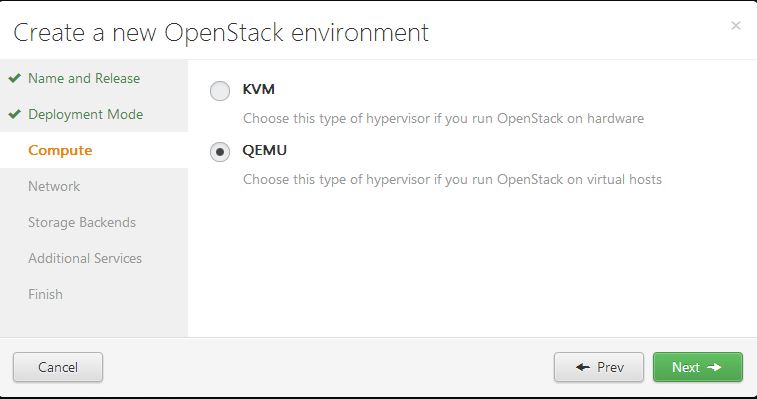 Create a new OpenStack environment
×
Name and Release
Deployment Mode
Compute
Network
Storage Backends
Additional Services
Finish
KVM
Choose this type of hypervisor if you run OpenStack on hardware
QEMU
Choose this type of hypervisor if you run OpenStack on virtual hosts
Cancel
Prev
Next